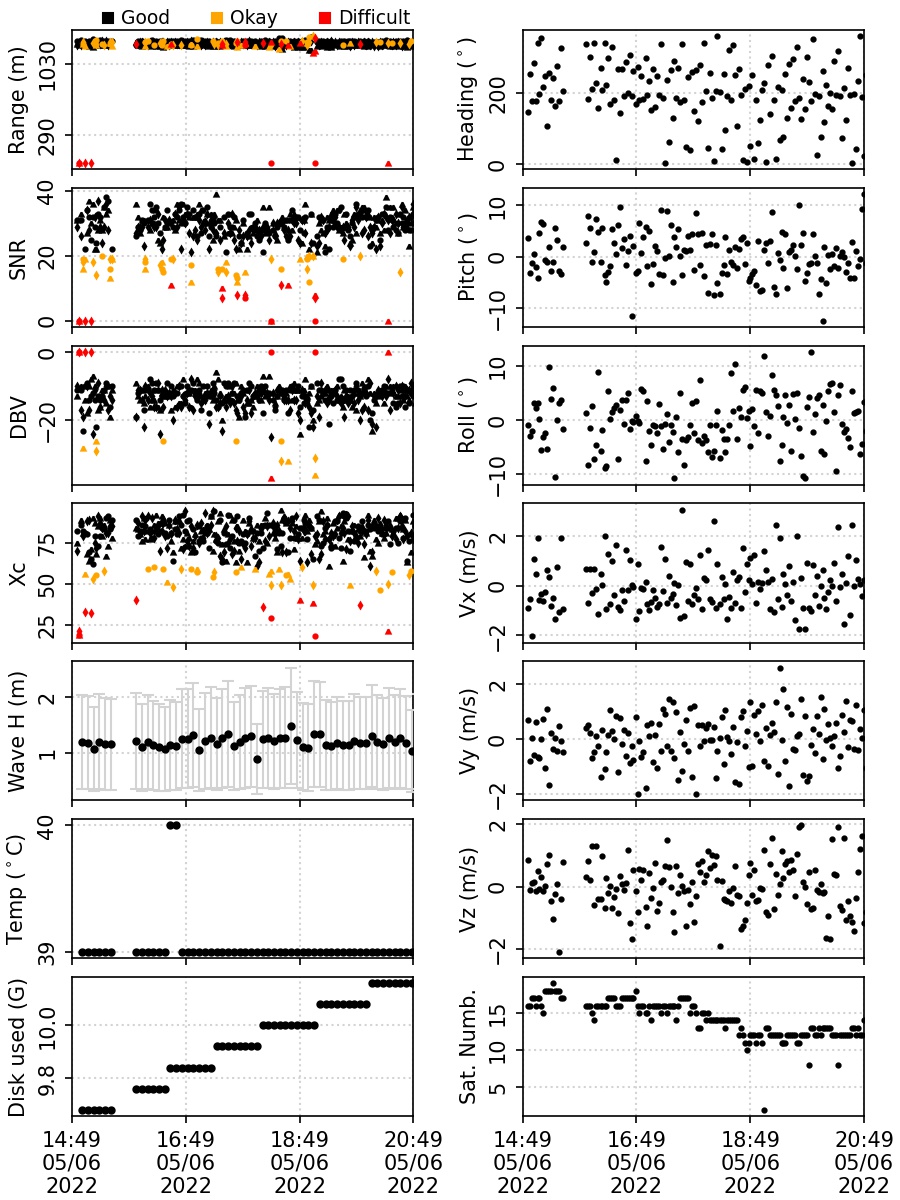 Good Okay Difficult
Range (m)
1030
290
Heading (°)
200
0
SNR
40
20
0
Pitch (°)
10
0
−10
DBV
0
−20
Roll (°)
10
0
−10
Xc
75
50
25
Vx (m/s)
2
0
−2
Wave H (m)
2
1
Vy (m/s)
2
0
−2
Temp (°C)
40
39
Vz (m/s)
2
0
−2
Disk used (G)
10.0
9.8
Sat. Numb.
15
10
5
14:49 16:49 18:49 20:49 14:49 16:49 18:49 20:49
05/06 05/06 05/06 05/06 05/06 05/06 05/06 05/06
2022 2022 2022 2022 2022 2022 2022 2022